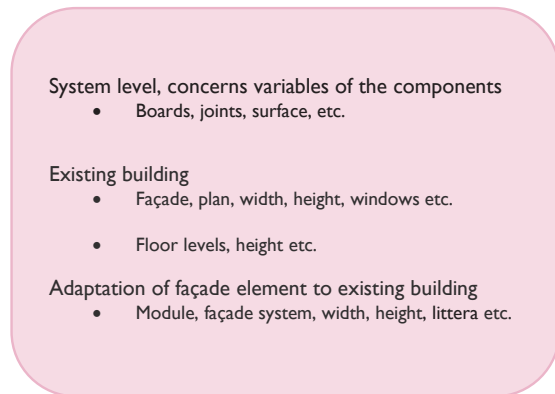 System level, concerns variables of the components
• Boards, joints, surface, etc.
Existing building
• Façade, plan, width, height, windows etc.
• Floor levels, height etc.
Adaptation of façade element to existing building
• Module, façade system, width, height, littera etc.